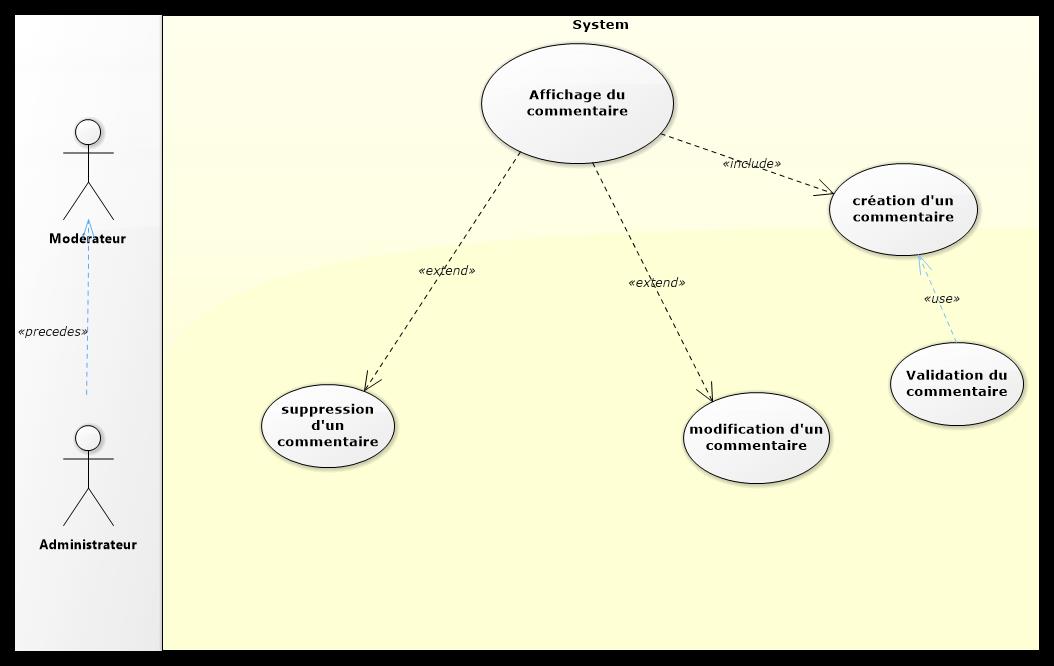 System
Affichage du
commentaire
«include»
création d'un
commentaire
Modérateur
«extend»
«extend»
«use»
«precedes»
Validation du
commentaire
suppression
d'un
commentaire
modification d'un
commentaire
Administrateur